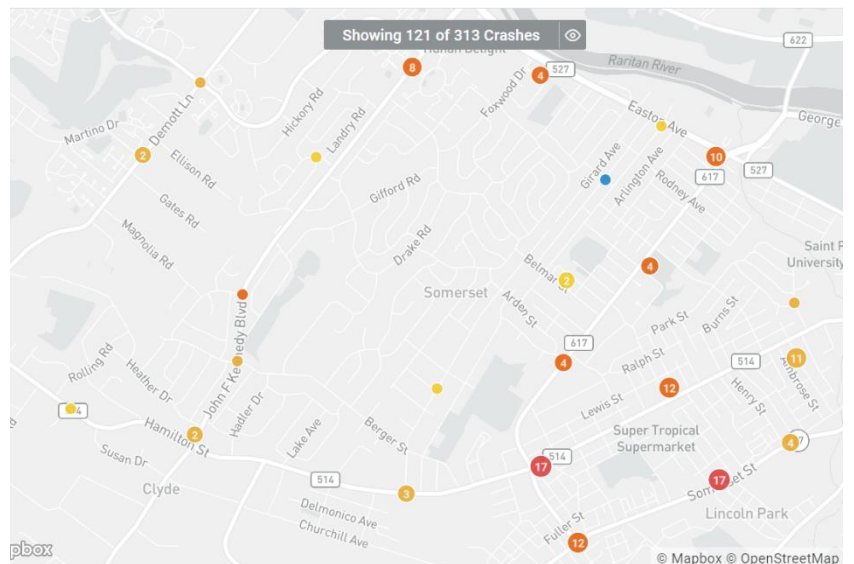 Showing 121 of 313 Crashes
622
8
4
527
Raritan River
Foxwood Dr
Hickory Rd
Landry Rd
Easton Ave
George
Martino Dr
Demott Ln
2
Ellison Rd
10
527
617
Girard Ave
Arlington Ave
Rodney Ave
Gifford Rd
Gates Rd
Magnolia Rd
Drake Rd
Saint
University
Belmar St
2
4
Somerset
Arden St
Burns St
Park St
John F Kennedy Blvd
617
514
Ralph St
4
11
Ambrose St
Rolling Rd
Heather Dr
12
Henry St
Lewis St
Hadler Dr
Hamilton St
2
Lake Ave
Berger St
Super Tropical
Supermarket
4
Susan Dr
514
17
514
17
Somerset St
Clyde
3
Delmonico Ave
Churchill Ave
Fuller St
Lincoln Park
12
© Mapbox © OpenStreetMap